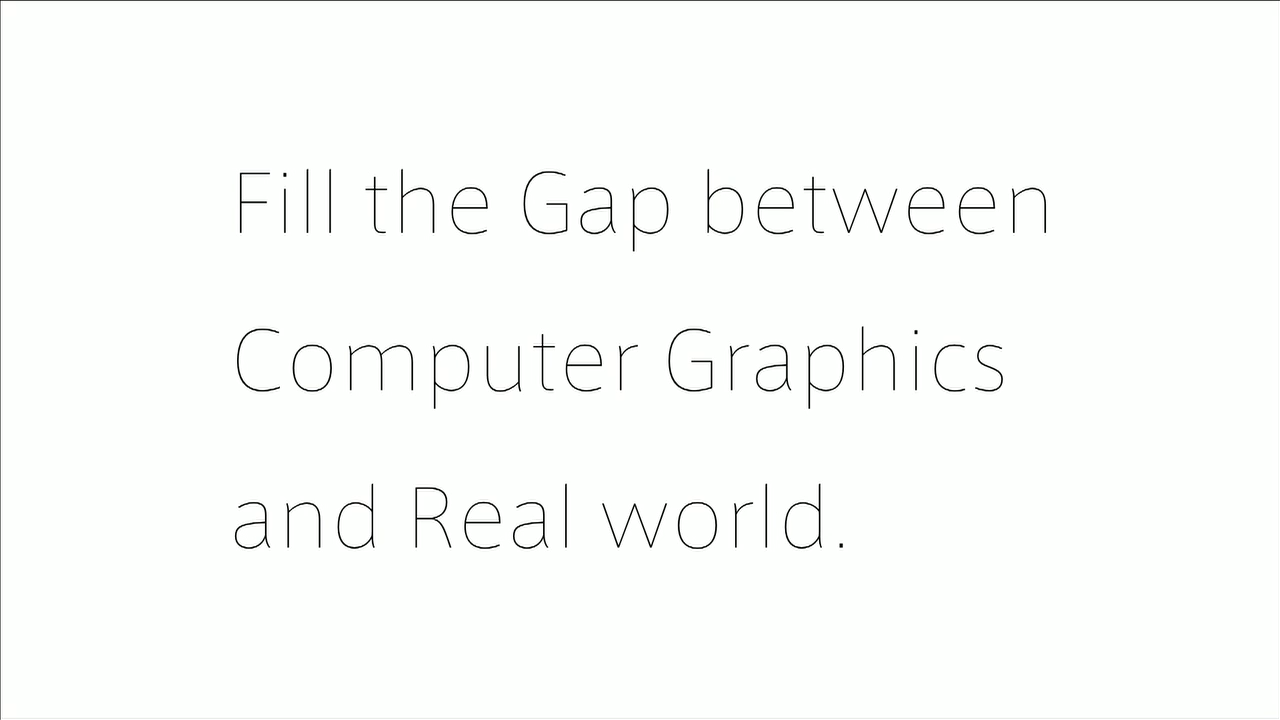 Fill the Gap between
Computer Graphics
and Real world.